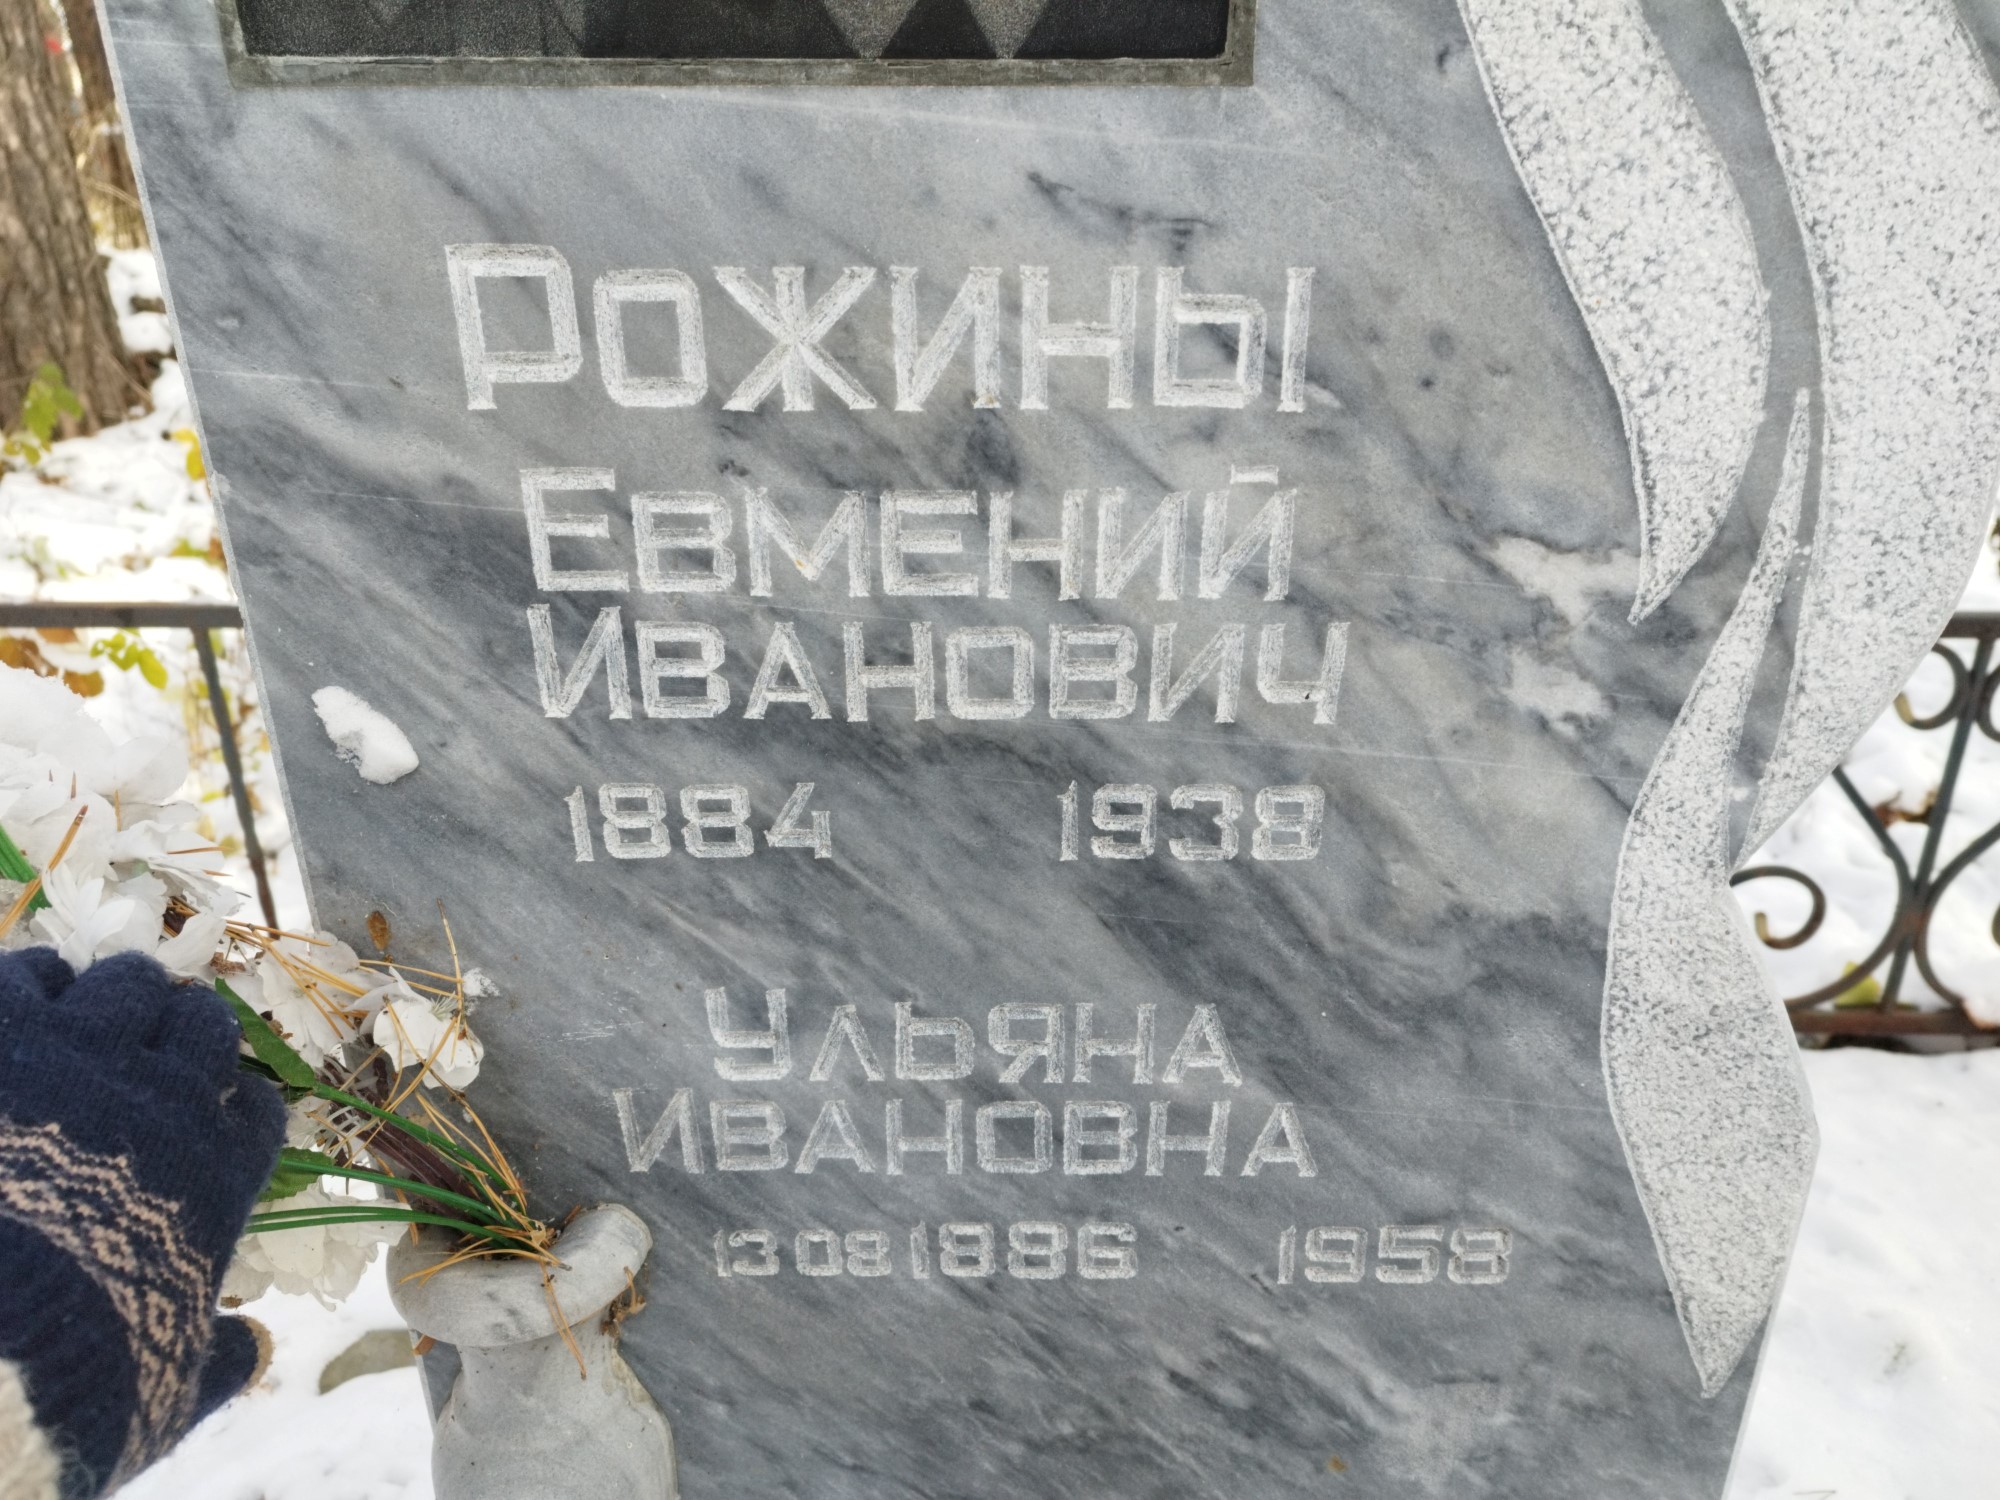 Рожины
Евмений
Иванович
1884 1938
Ульяна
Ивановна
13 08 1886 1958